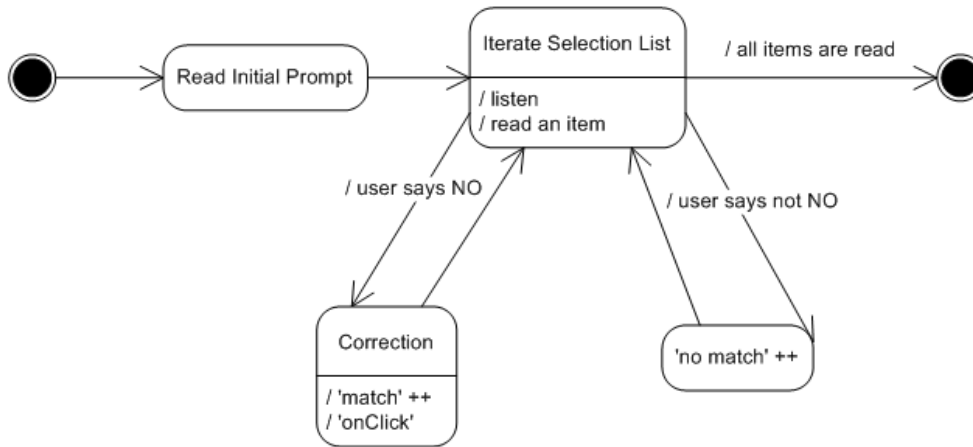 Iterate Selection List
/ all items are read
Read Initial Prompt
/ listen
/ read an item
/ user says NO
/ user says not NO
Correction
'no match' ++
/ 'match' ++
/ 'onClick'